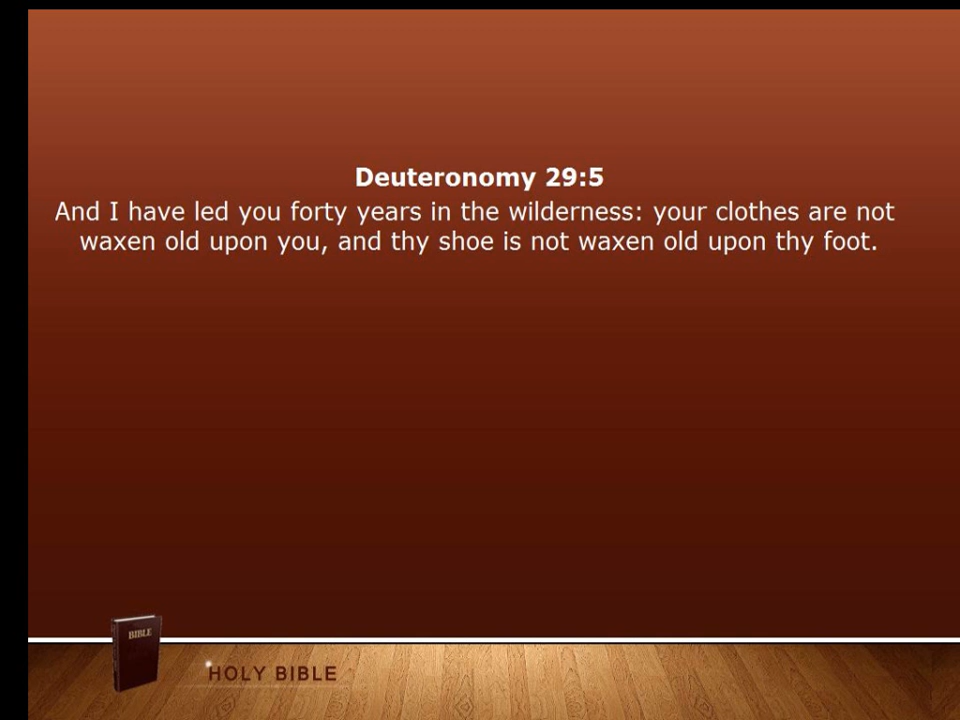 Deuteronomy 29:5
And I have led you forty years in the wilderness: your clothes are not
waxen old upon you, and thy shoe is not waxen old upon thy foot.
BIBLE
HOLY BIBLE